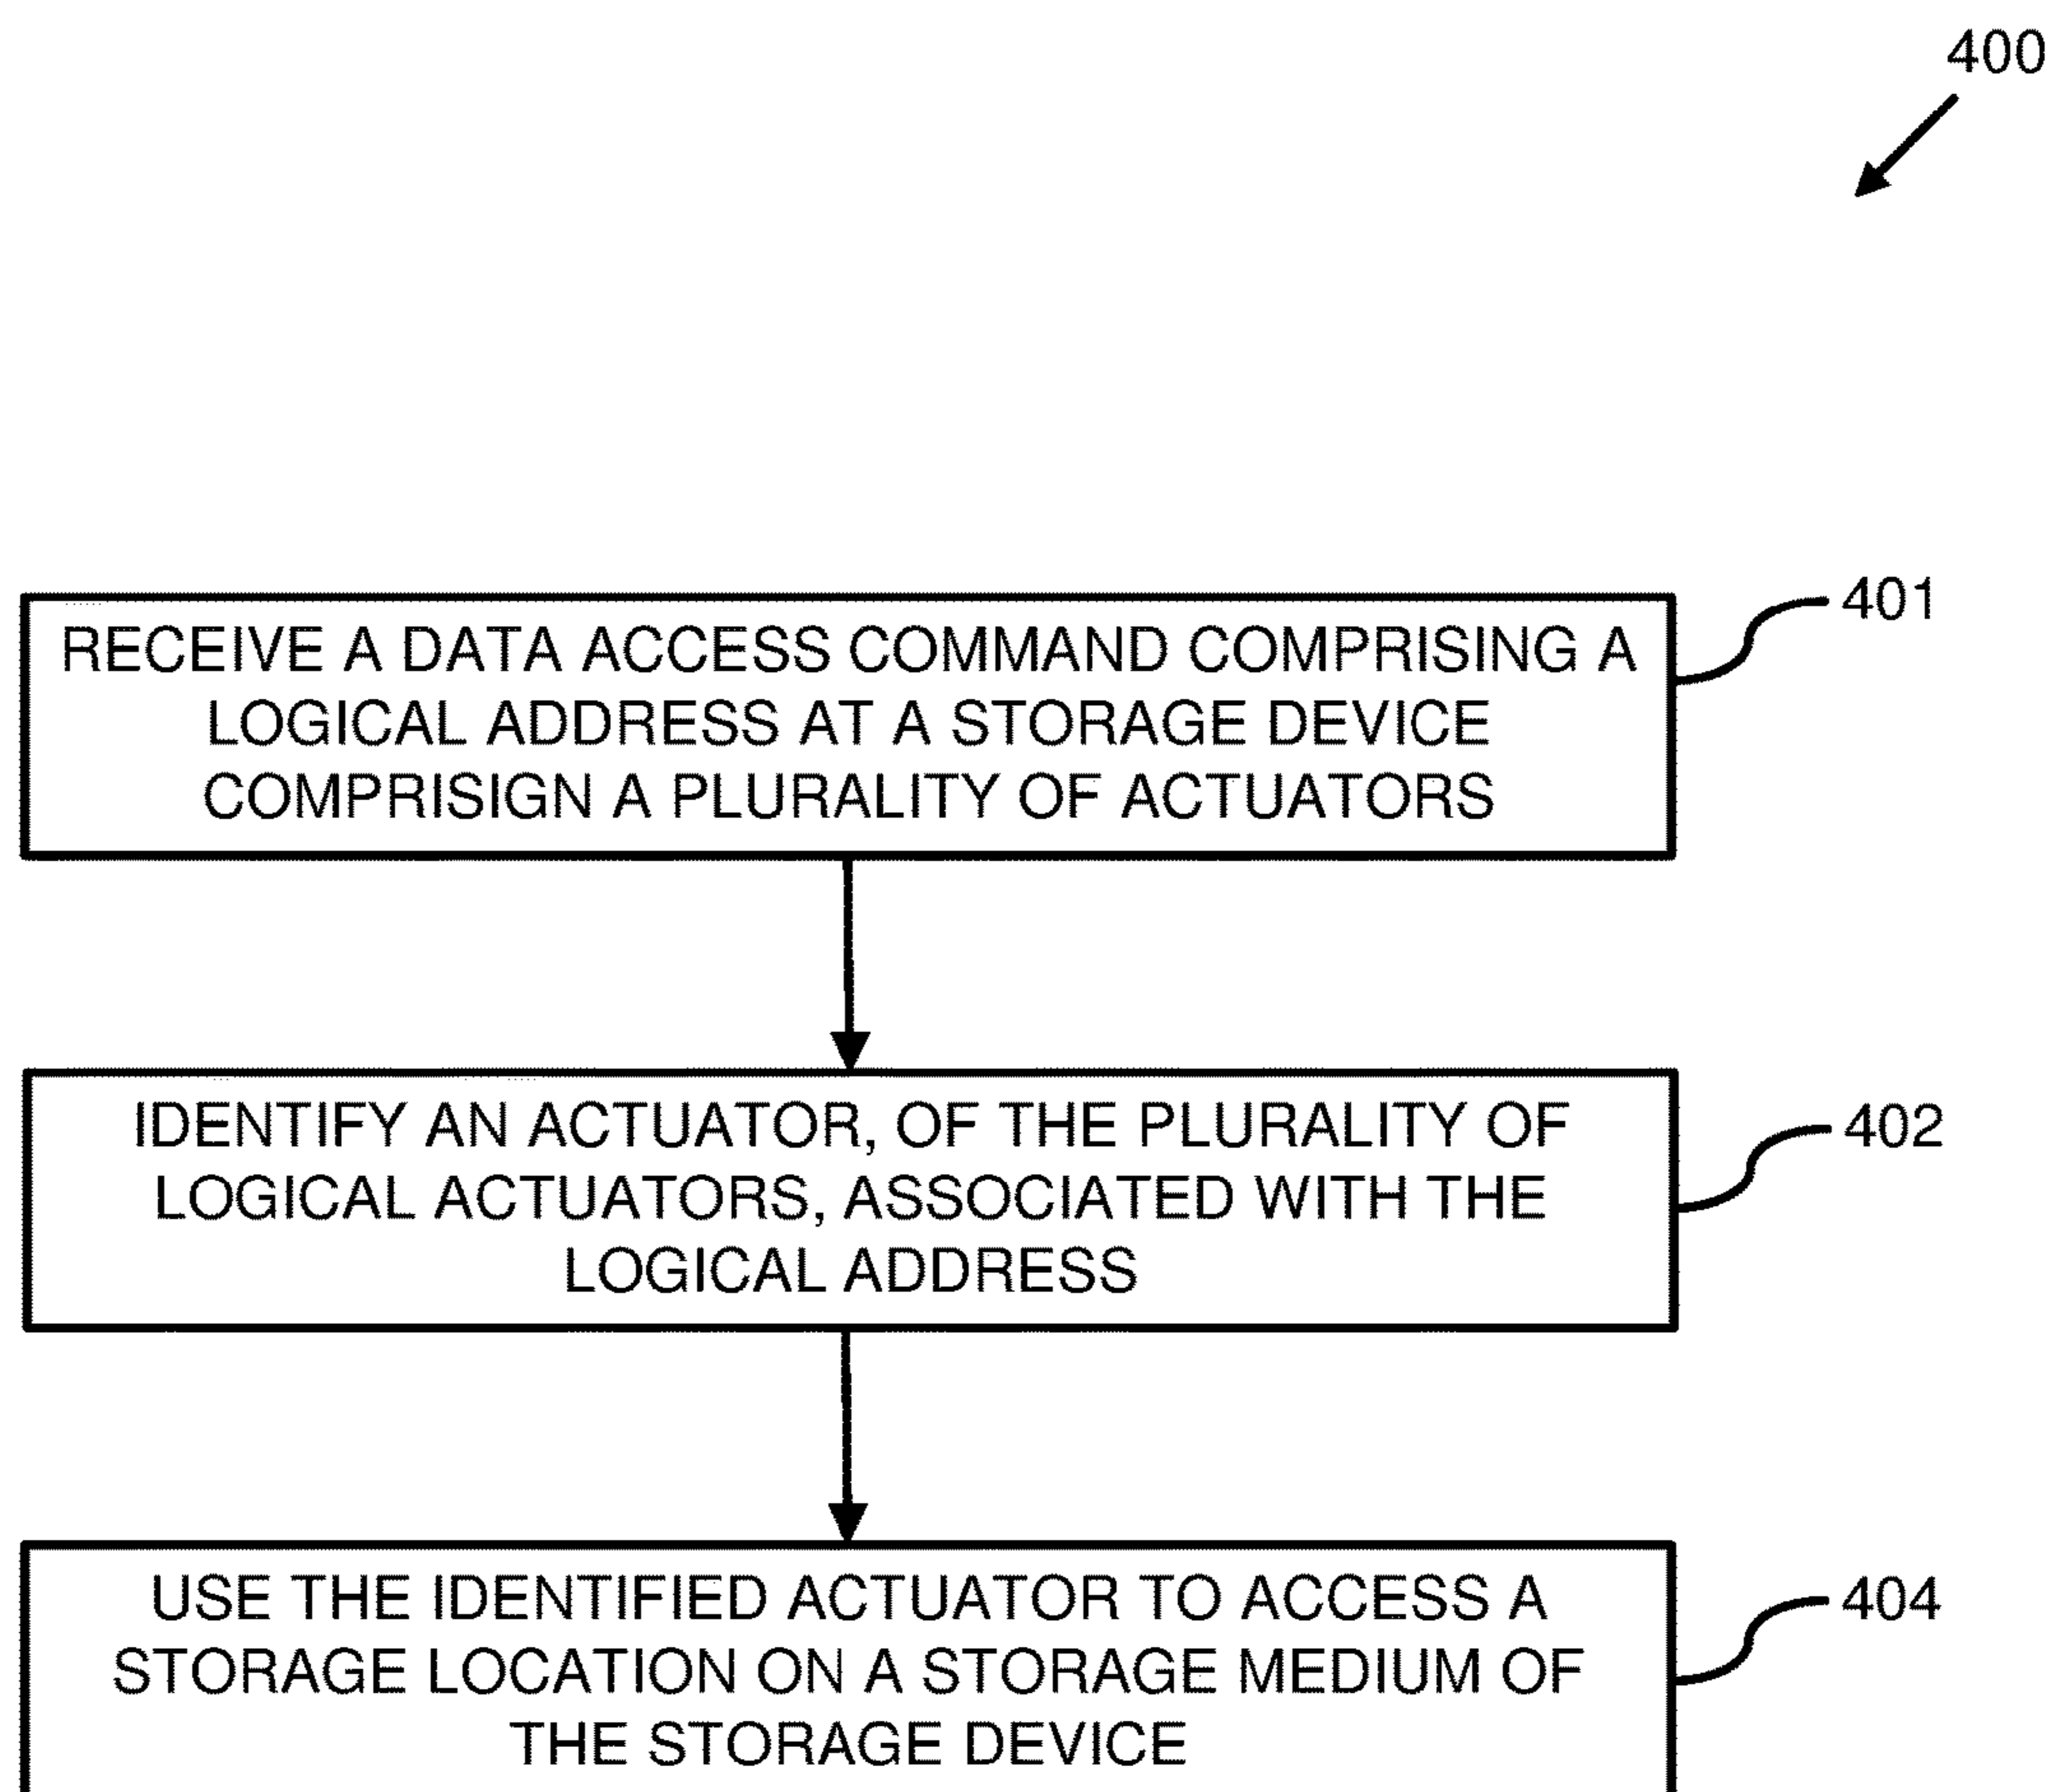 400
RECEIVE A DATA ACCESS COMMAND COMPRISING A
LOGICAL ADDRESS AT A STORAGE DEVICE
COMPRISIGN A PLURALITY OF ACTUATORS
401
IDENTIFY AN ACTUATOR, OF THE PLURALITY OF
LOGICAL ACTUATORS, ASSOCIATED WITH THE
LOGICAL ADDRESS
402
USE THE IDENTIFIED ACTUATOR TO ACCESS A
STORAGE LOCATION ON A STORAGE MEDIUM OF
THE STORAGE DEVICE
404